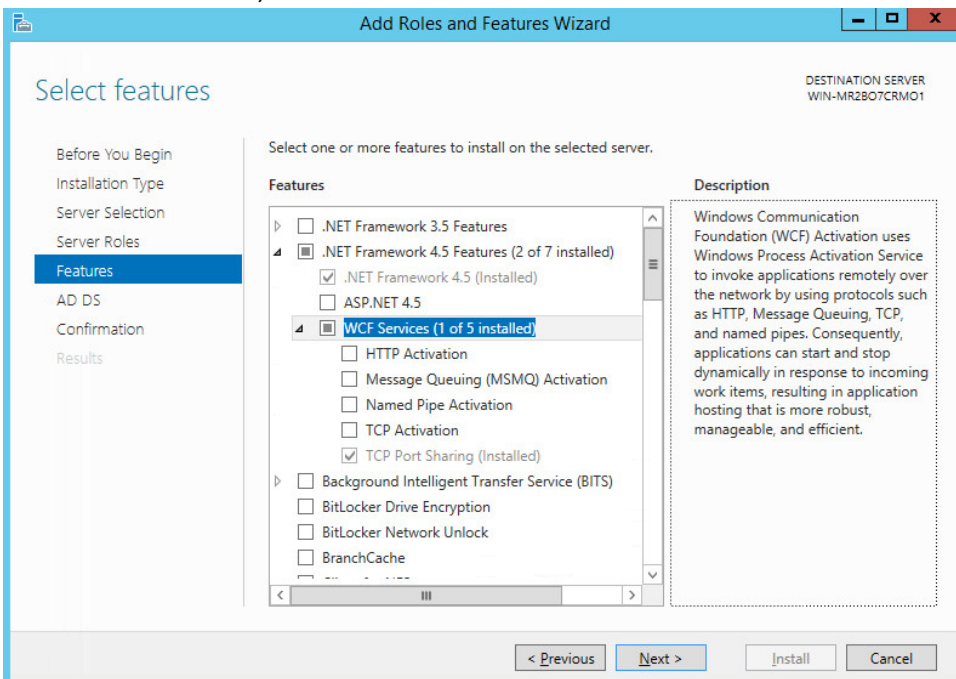 Add Roles and Features Wizard
Select features
DESTINATION SERVER
WIN-MR2BO7CRMO1
Before You Begin
Installation Type
Server Selection
Server Roles
Features
AD DS
Confirmation
Results
Select one or more features to install on the selected server.
Features
.NET Framework 3.5 Features
.NET Framework 4.5 Features (2 of 7 installed)
.NET Framework 4.5 (Installed)
ASP.NET 4.5
WCF Services (1 of 5 installed)
HTTP Activation
Message Queuing (MSMQ) Activation
Named Pipe Activation
TCP Activation
TCP Port Sharing (Installed)
Background Intelligent Transfer Service (BITS)
BitLocker Drive Encryption
BitLocker Network Unlock
BranchCache
Description
Windows Communication
Foundation (WCF) Activation uses
Windows Process Activation Service
to invoke applications remotely over
the network by using protocols such
as HTTP, Message Queuing, TCP,
and named pipes. Consequently,
applications can start and stop
dynamically in response to incoming
work items, resulting in application
hosting that is more robust,
manageable, and efficient.
< Previous
Next >
Install
Cancel